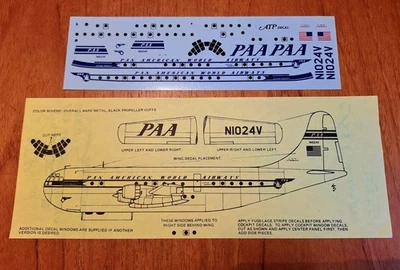 ATP DECAL
PAA
PAA
PAA PAA
N1024V
N1024V
PAN AMERICAN WORLD AIRWAYS
PAN AMERICAN WORLD AIRWAYS
COLOR SCHEME: OVERALL BARE METAL, BLACK PROPELLER CUFFS
CUT HERE
PAA
N1024V
PAA
UPPER LEFT AND LOWER RIGHT.
UPPER RIGHT AND LOWER LEFT.
WING DECAL PLACEMENT.
PAN AMERICAN WORLD AIRWAYS
ADDITIONAL DECAL WINDOWS ARE SUPPLIED IF ANOTHER
VERSION IS DESIRED.
THESE WINDOWS APPLIED TO
RIGHT SIDE BEHIND WING.
APPLY FUSELAGE STRIPE DECALS BEFORE APPLYING
COCKPIT DECALS. TO APPLY COCKPIT WINDOW DECALS,
CUT AS SHOWN AND APPLY CENTER PANEL FIRST, THEN
ADD SIDE PIECES.